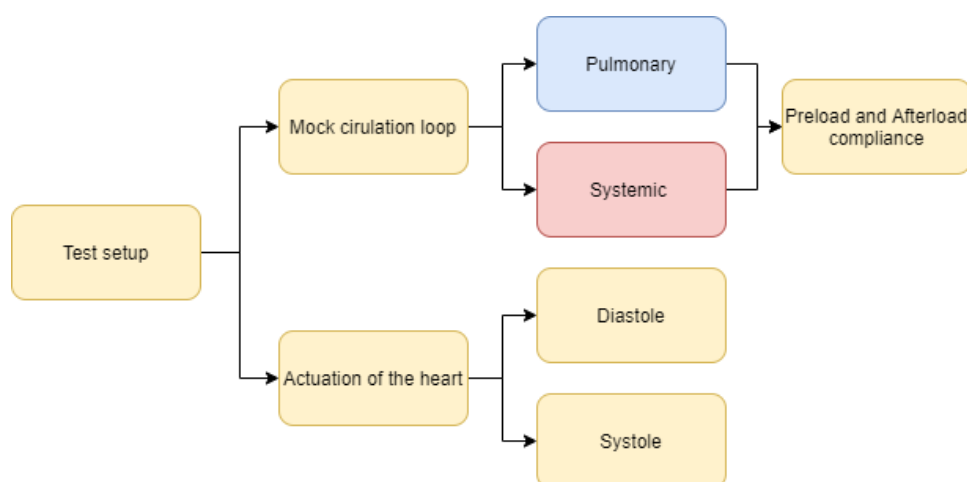 Pulmonary
Mock cirulation loop
Preload and Afterload
compliance
Systemic
Test setup
Diastole
Actuation of the heart
Systole